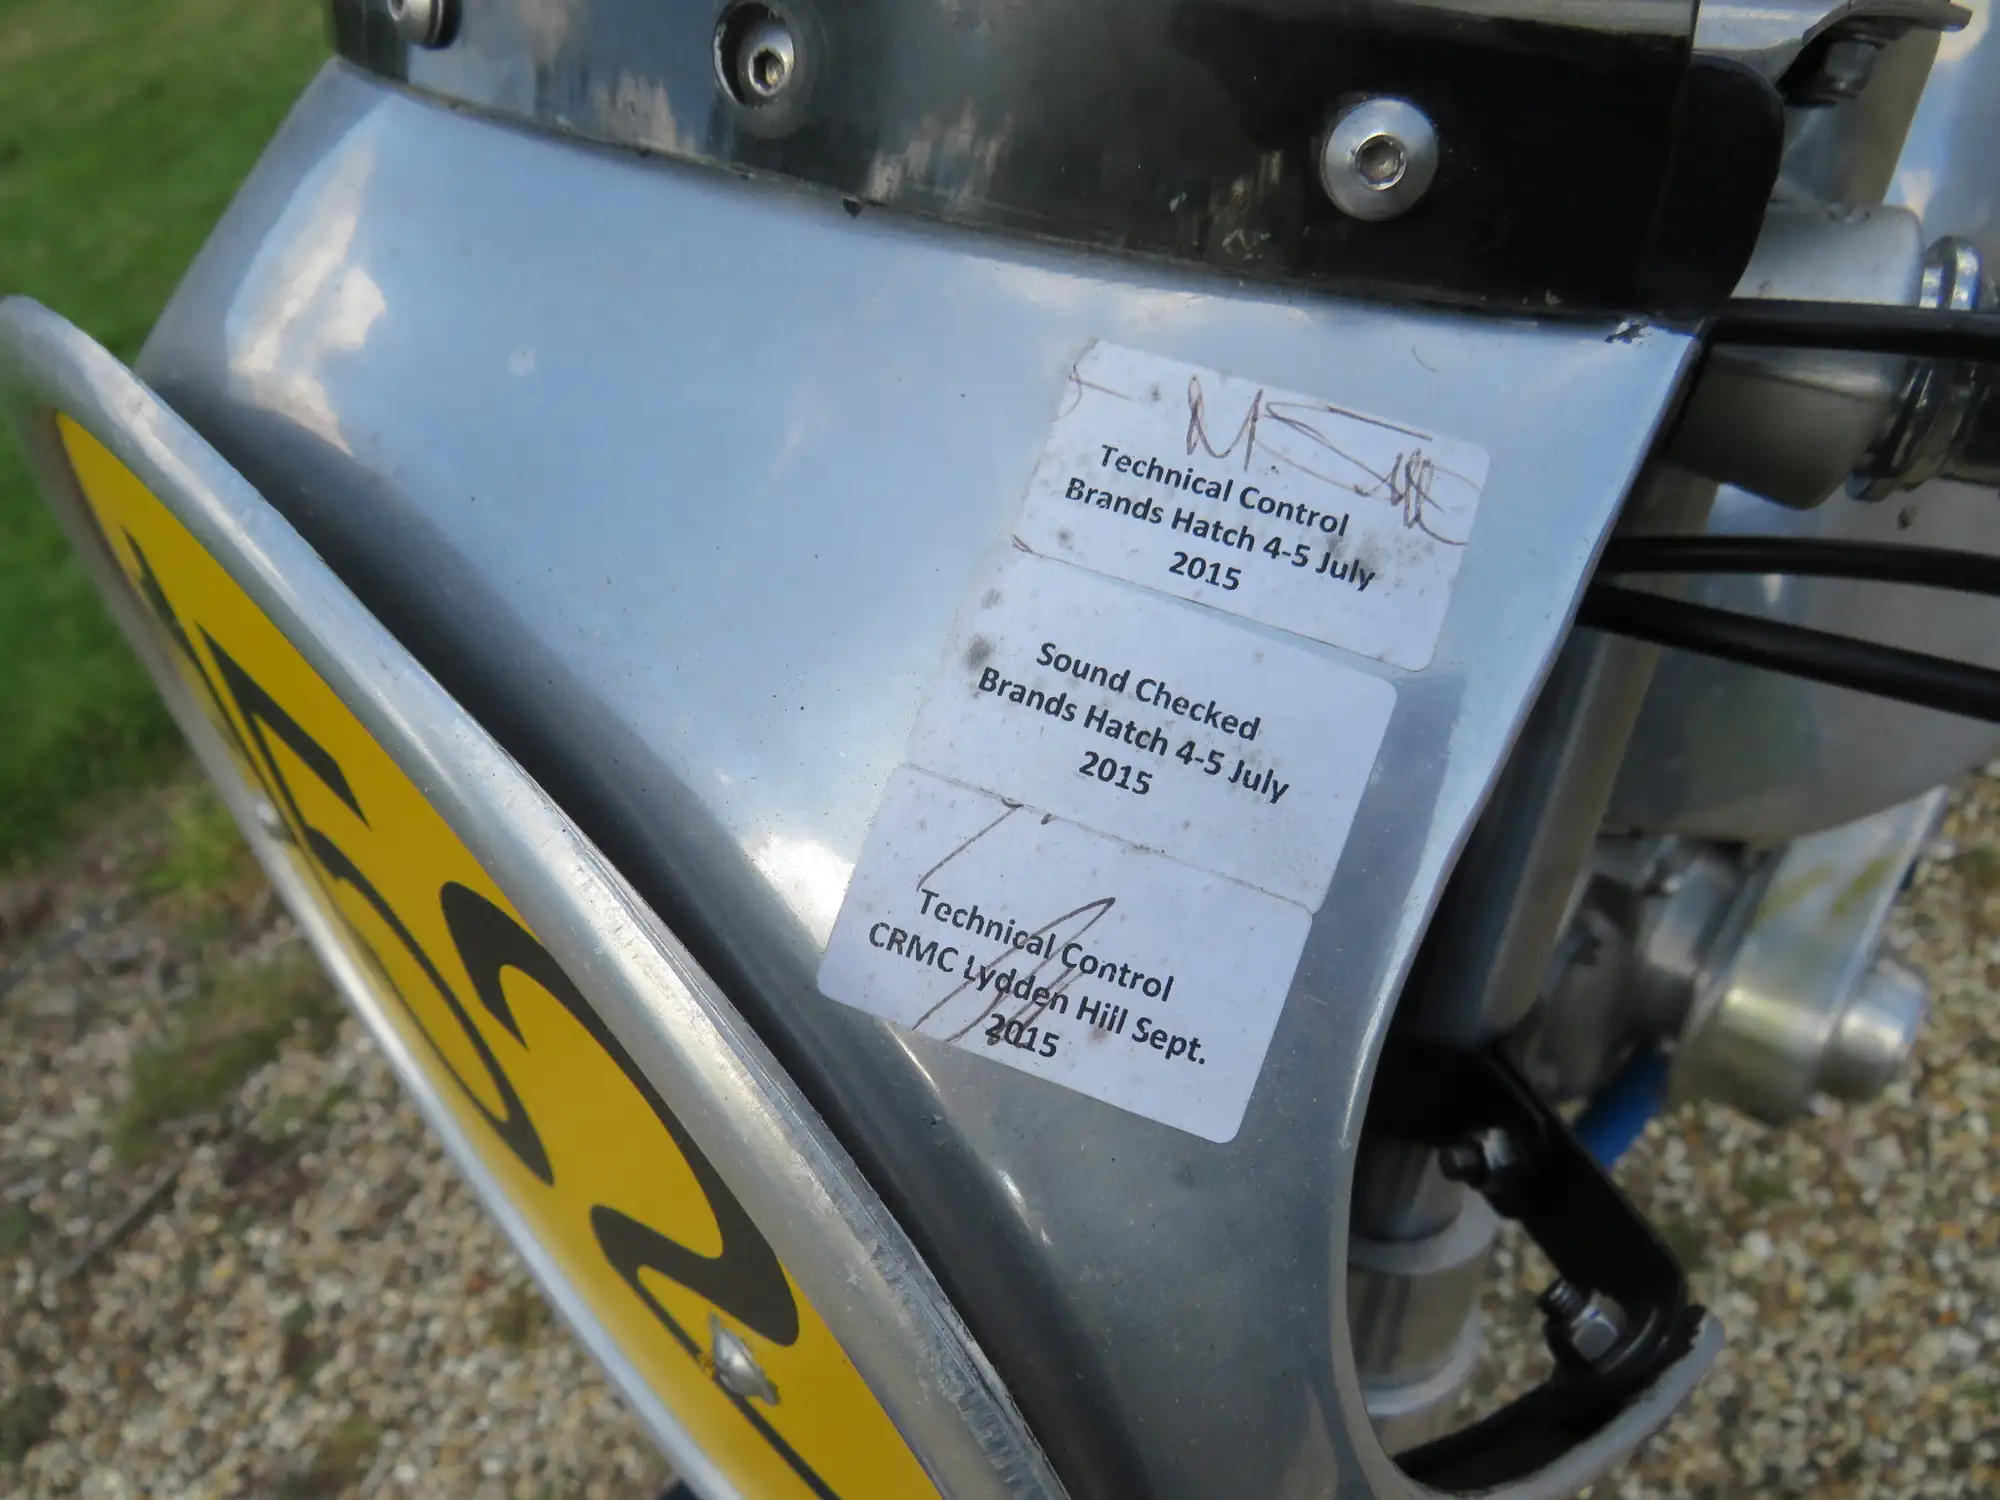 Technical Control
Brands Hatch 4-5 July
2015
Sound Checked
Brands Hatch 4-5 July
2015
Technical Control
CRMC Lydden Hill Sept.
2015